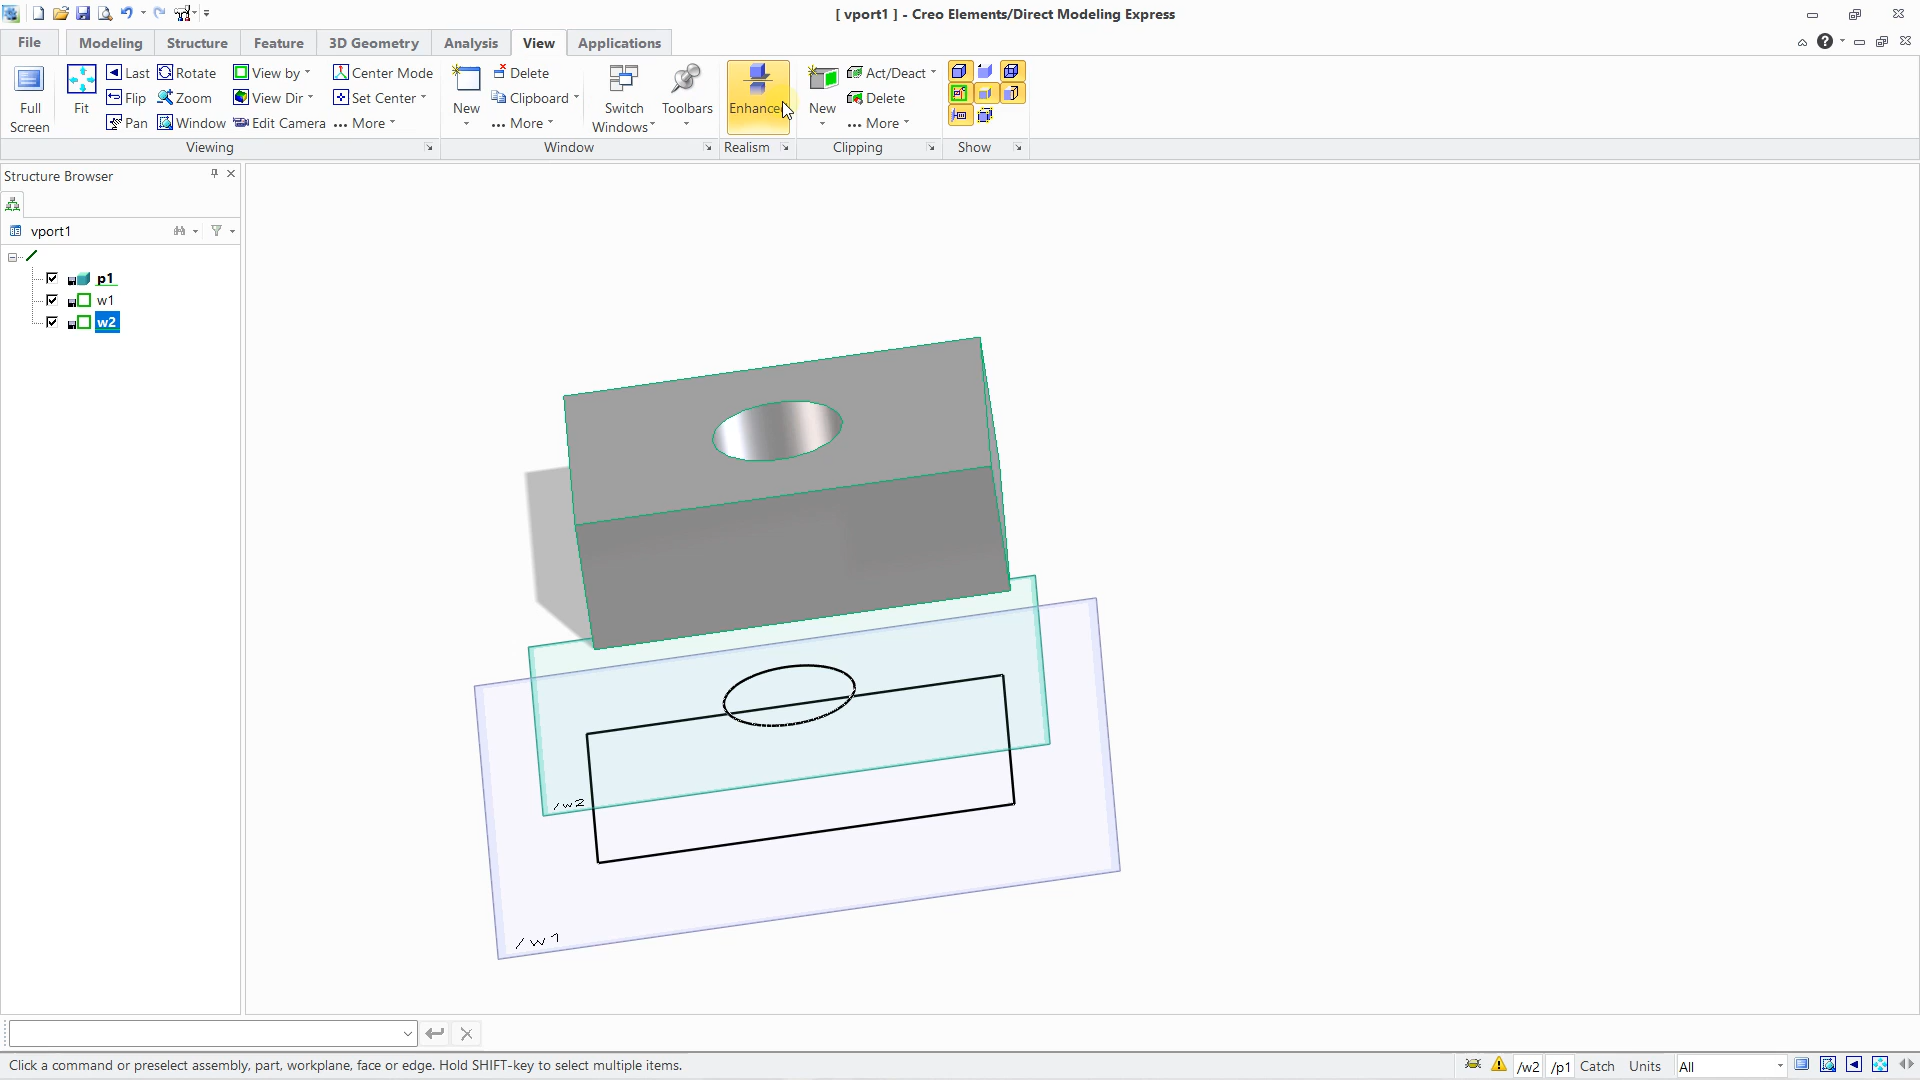 [ vport1 ] - Creo Elements/Direct Modeling Express
File Modeling Structure Feature 3D Geometry Analysis View Applications
Full Screen
Fit
Last Rotate View by Center Mode
Flip Zoom View Dir Set Center
Pan Window Edit Camera ... More
Viewing
New
Delete
Clipboard
... More
Switch Windows
Toolbars
Window
Enhanced
Realism
New
Act/Deact
Delete
... More
Clipping
Show
Structure Browser
vport1
p1
w1
w2
/w2
/w1
Click a command or preselect assembly, part, workplane, face or edge. Hold SHIFT-key to select multiple items.
/w2 /p1 Catch Units All